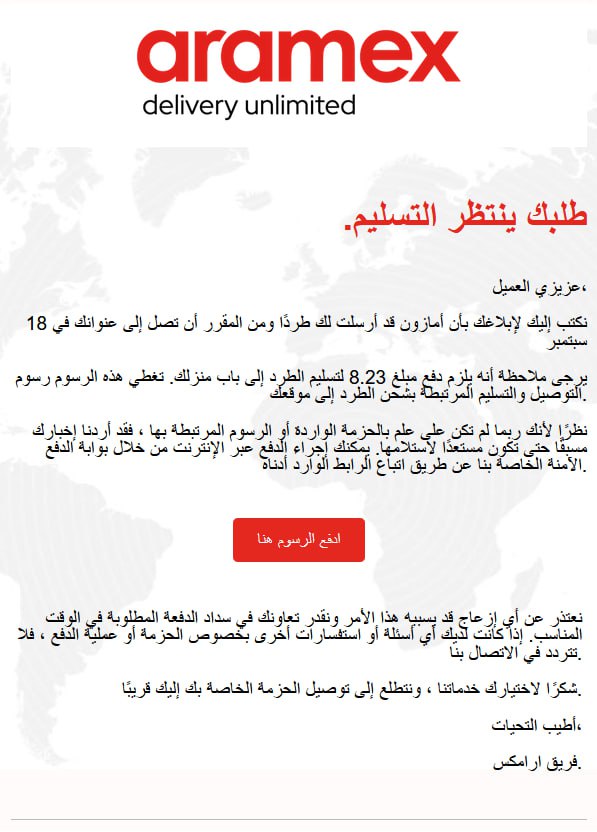 aramex
delivery unlimited
طلبك ينتظر التسليم.
عزيزي العميل،
نكتب إليك لإبلاغك بأن أمازون قد أرسلت لك طردًا ومن المقرر أن تصل إلى عنوانك في 18
سبتمبر
يرجى ملاحظة أنه يلزم دفع مبلغ 8.23 لتسليم الطرد إلى باب منزلك. تغطي هذه الرسوم رسوم
التوصيل والتسليم المرتبطة بشحن الطرد إلى موقعك.
نظرًا لأنك ربما لم تكن على علم بالحزمة الواردة أو الرسوم المرتبطة بها ، فقد أردنا إخبارك
مسبقًا حتى تكون مستعدًا لاستلامها. يمكنك إجراء الدفع عبر الإنترنت من خلال بوابة الدفع
الآمنة الخاصة بنا عن طريق اتباع الرابط الوارد أدناه.
ادفع الرسوم هنا
نعتذر عن أي إزعاج قد يسببه هذا الأمر ونقدر تعاونك في سداد الدفعة المطلوبة في الوقت
المناسب. إذا كانت لديك أي أسئلة أو استفسارات أخرى بخصوص الحزمة أو عملية الدفع ، فلا
تتردد في الاتصال بنا.
شكرًا لاختيارك خدماتنا ، ونتطلع إلى توصيل الحزمة الخاصة بك إليك قريبًا.
أطيب التحيات،
فريق ارامكس.